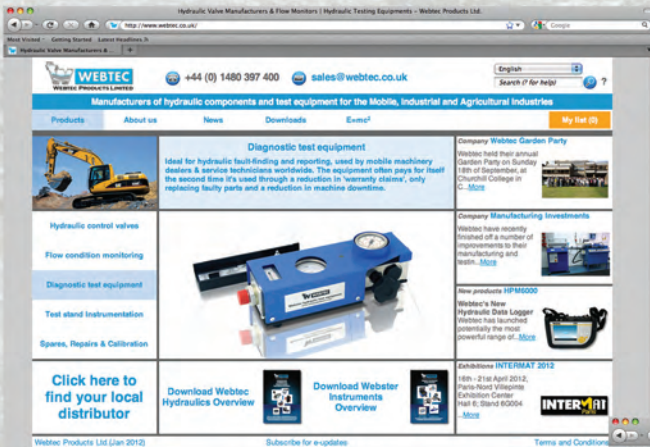 Hydraulic Valve Manufacturers & Flow Monitors | Hydraulic Testing Equipments – Webtec Products Ltd.
http://www.webtec.co.uk/
Google
Most Visited Getting Started Latest Headlines
Hydraulic Valve Manufacturers & ...
WEBTEC
WEBTEC PRODUCTS LIMITED
+44 (0) 1480 397 400
sales@webtec.co.uk
English
Search (? for help)
?
Manufacturers of hydraulic components and test equipment for the Mobile, Industrial and Agricultural Industries
Products
About us
News
Downloads
E=mc²
My list (0)
Diagnostic test equipment
Ideal for hydraulic fault-finding and reporting, used by mobile machinery
dealers & service technicians worldwide. The equipment often pays for itself
the second time it's used through a reduction in 'warranty claims', only
replacing faulty parts and a reduction in machine downtime.
Hydraulic control valves
Flow condition monitoring
Diagnostic test equipment
Test stand Instrumentation
Spares, Repairs & Calibration
WEBTEC
Company Webtec Garden Party
Webtec held their annual
Garden Party on Sunday
18th of September, at
Churchill College in
C...More
Company Manufacturing Investments
Webtec have recently
finished off a number of
improvements to their
manufacturing and
testin...More
New products HPM6000
Webtec's New
Hydraulic Data Logger
Webtec has launched
potentially the most
powerful range of...More
Exhibitions INTERMAT 2012
16th - 21st April 2012,
Paris-Nord Villepinte
Exhibition Center
Hall 6; Stand 6G004
...More
INTERMAT
PARIS
Click here to
find your local
distributor
Download Webtec
Hydraulics Overview
Download Webster
Instruments
Overview
Webtec Products Ltd (Jan 2012)
Subscribe for e-updates
Terms and Conditions